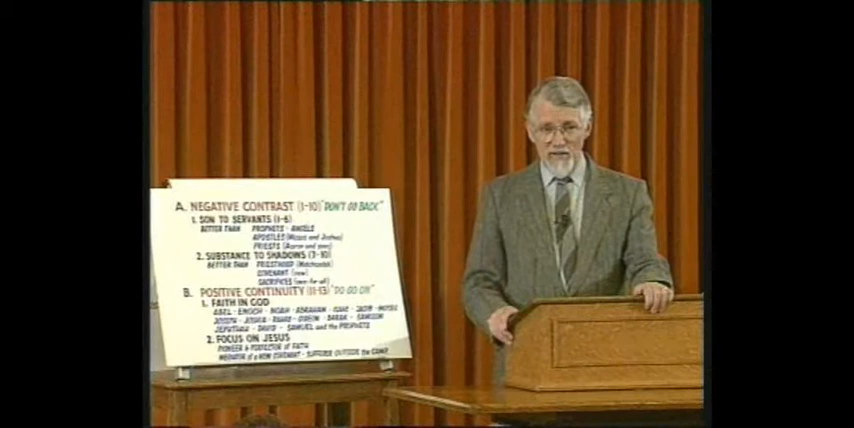 A. NEGATIVE CONTRAST (1-10) "DON'T GO BACK"
1. SON TO SERVANTS (1-6)
BETTER THAN PROPHETS · ANGELS
APOSTLES (Moses and Joshua)
PRIESTS (Aaron and sons)
2. SUBSTANCE TO SHADOWS (7-10)
BETTER THAN PRIESTHOOD (Melchizedek)
COVENANT (new)
SACRIFICES (once-for-all)
B. POSITIVE CONTINUITY (11-13) "DO GO ON"
1. FAITH IN GOD
ABEL · ENOCH · NOAH · ABRAHAM · ISAAC · JACOB · MOSES
JOSEPH · JOSHUA · RAHAB · GIDEON · BARAK · SAMSON
JEPHTHAH · DAVID · SAMUEL and the PROPHETS
2. FOCUS ON JESUS
PIONEER & PERFECTOR of FAITH
MEDIATOR of a NEW COVENANT · SUFFERER OUTSIDE the CAMP